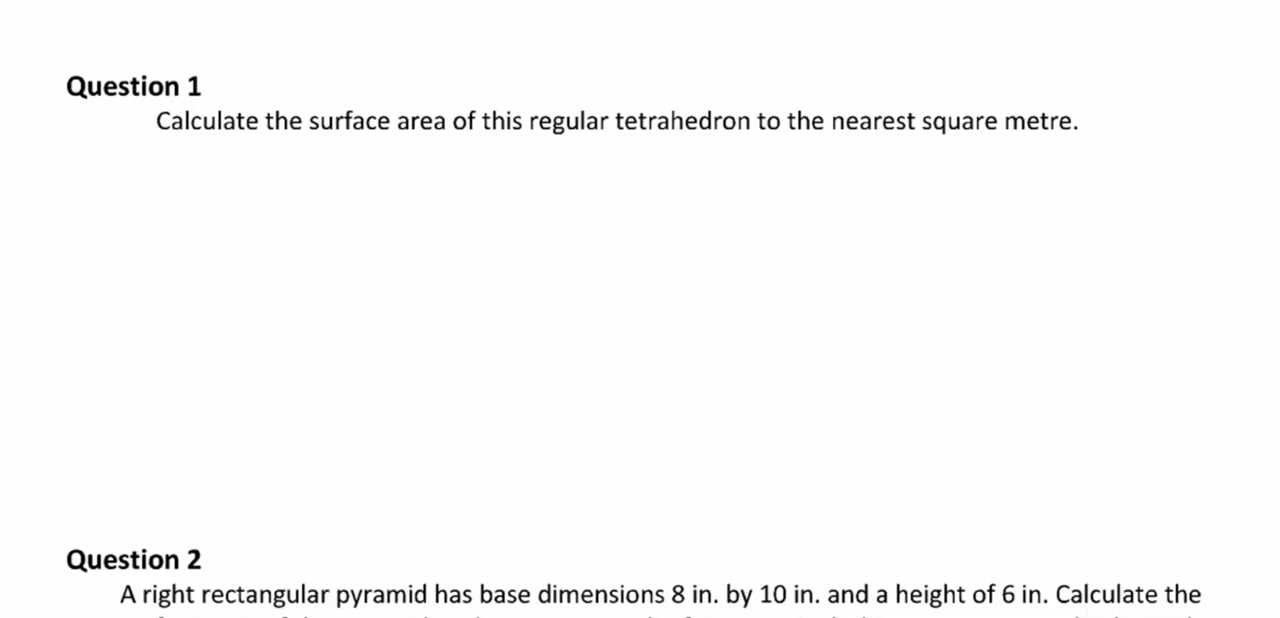 Question 1
Calculate the surface area of this regular tetrahedron to the nearest square metre.
Question 2
A right rectangular pyramid has base dimensions 8 in. by 10 in. and a height of 6 in. Calculate the